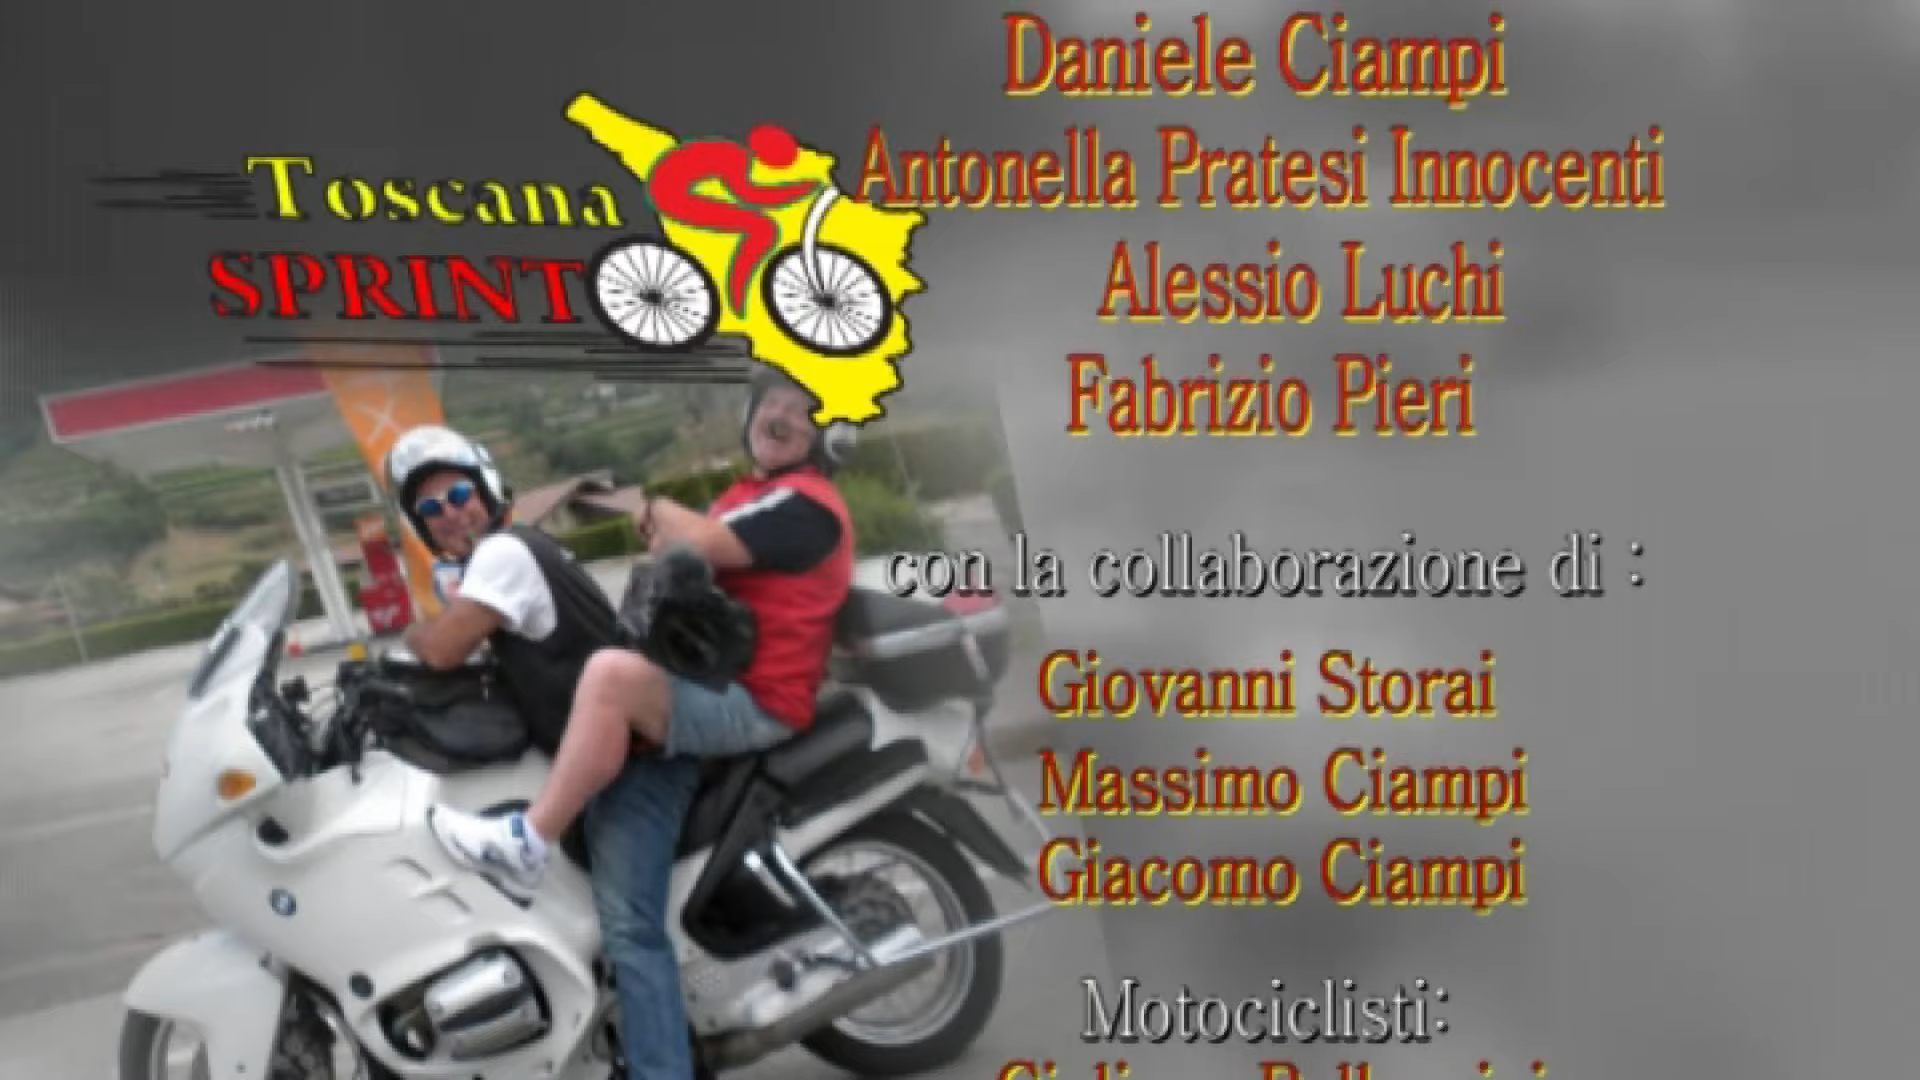 Daniele Ciampi
Antonella Pratesi Innocenti
Alessio Luchi
Fabrizio Pieri
Toscana
SPRINT
con la collaborazione di :
Giovanni Storai
Massimo Ciampi
Giacomo Ciampi
Motociclisti: